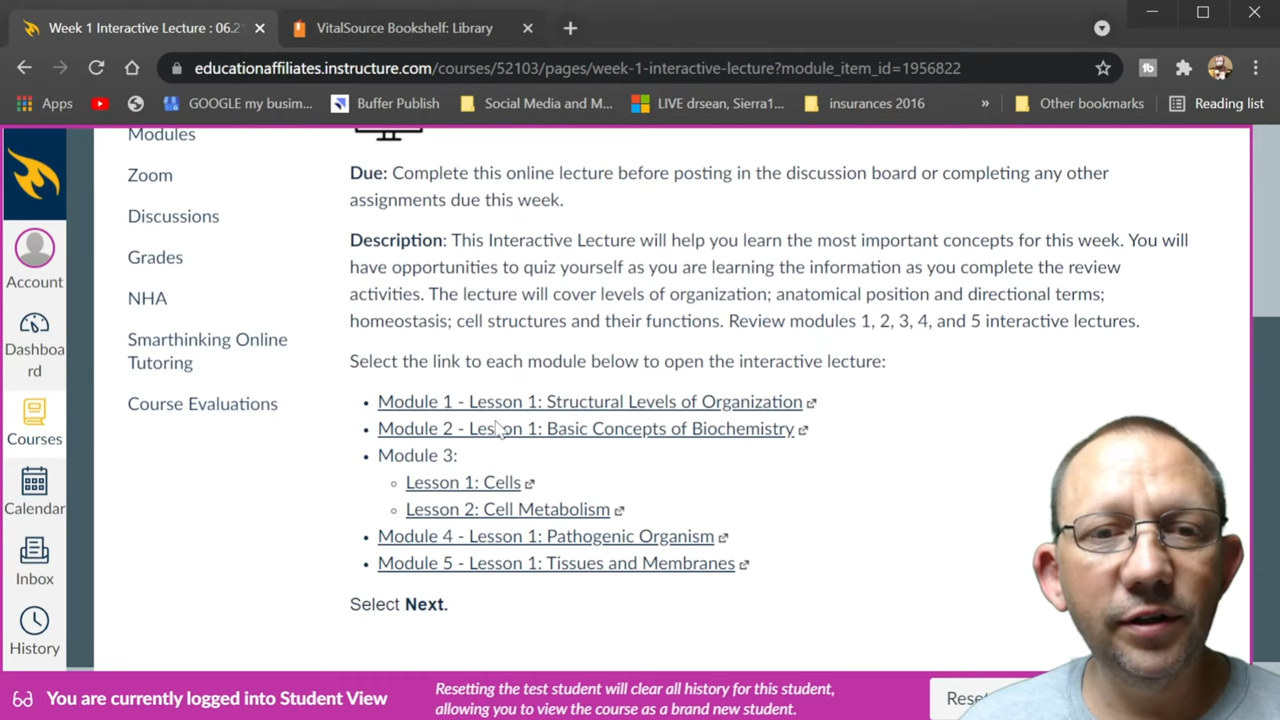 Week 1 Interactive Lecture : 06.2
VitalSource Bookshelf: Library
educationaffiliates.instructure.com/courses/52103/pages/week-1-interactive-lecture?module_item_id=1956822
Apps
GOOGLE my busim...
Buffer Publish
Social Media and M...
LIVE drsean, Sierra1...
insurances 2016
»
Other bookmarks
Reading list
Account
Dashboa
rd
Courses
Calendar
Inbox
History
Modules
Zoom
Discussions
Grades
NHA
Smarthinking Online
Tutoring
Course Evaluations
Due: Complete this online lecture before posting in the discussion board or completing any other
assignments due this week.
Description: This Interactive Lecture will help you learn the most important concepts for this week. You will
have opportunities to quiz yourself as you are learning the information as you complete the review
activities. The lecture will cover levels of organization; anatomical position and directional terms;
homeostasis; cell structures and their functions. Review modules 1, 2, 3, 4, and 5 interactive lectures.
Select the link to each module below to open the interactive lecture:
• Module 1 - Lesson 1: Structural Levels of Organization
• Module 2 - Lesson 1: Basic Concepts of Biochemistry
• Module 3:
◦ Lesson 1: Cells
◦ Lesson 2: Cell Metabolism
• Module 4 - Lesson 1: Pathogenic Organism
• Module 5 - Lesson 1: Tissues and Membranes
Select Next.
You are currently logged into Student View
Resetting the test student will clear all history for this student,
allowing you to view the course as a brand new student.